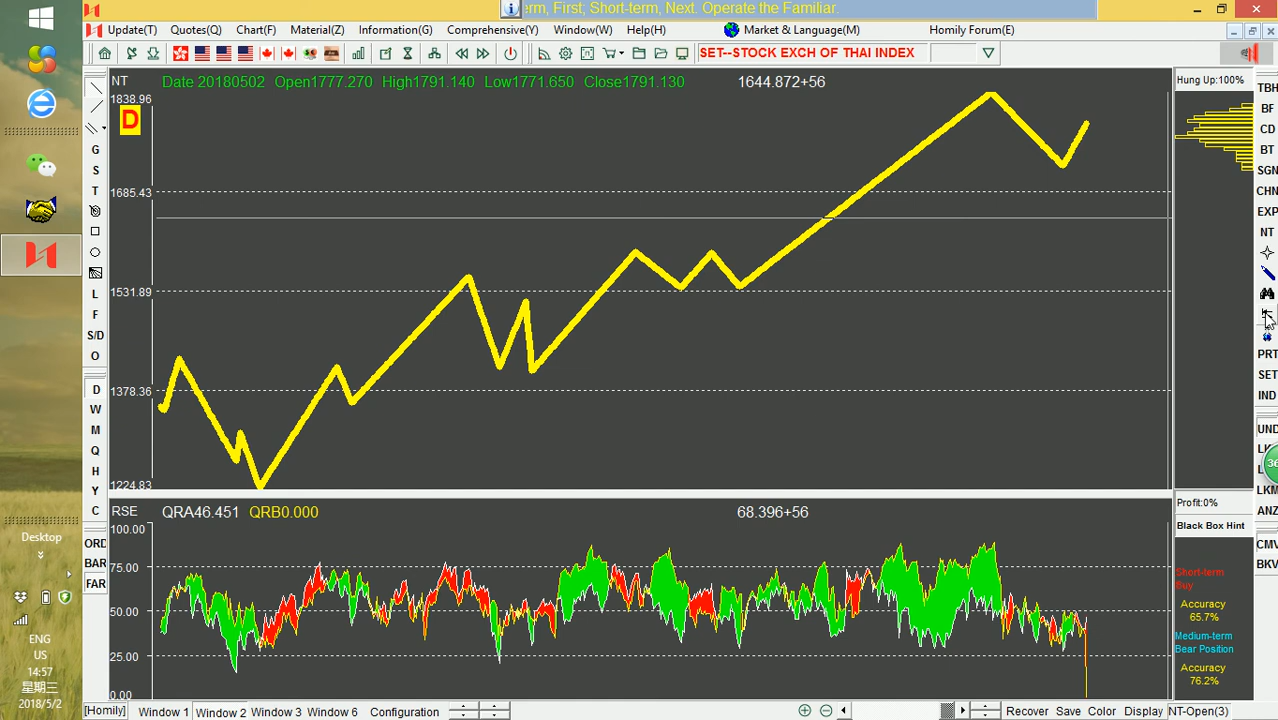 rm, First; Short-term, Next. Operate the Familiar.
Update(T) Quotes(Q) Chart(F) Material(Z) Information(G) Comprehensive(V) Window(W) Help(H) Market & Language(M) Homily Forum(E)
SET--STOCK EXCH OF THAI INDEX
NT Date 20180502 Open1777.270 High1791.140 Low1771.650 Close1791.130 1644.872+56
Hung Up:100%
1838.96
D
1685.43
1531.89
1378.36
1224.83
G
S
T
L
F
S/D
O
D
W
M
Q
H
Y
C
ORD
BAR
FAR
TBH
BF
CD
BT
SGN
CHN
EXP
NT
PRT
SET
IND
UND
36
LKM
ANZ
CMV
BKV
RSE QRA46.451 QRB0.000 68.396+56
100.00
75.00
50.00
25.00
0.00
Profit:0%
Black Box Hint
Short-term
Buy
Accuracy
65.7%
Medium-term
Bear Position
Accuracy
76.2%
Desktop
ENG
US
14:57
星期三
2018/5/2
[Homily] Window 1 Window 2 Window 3 Window 6 Configuration Recover Save Color Display NT-Open(3)